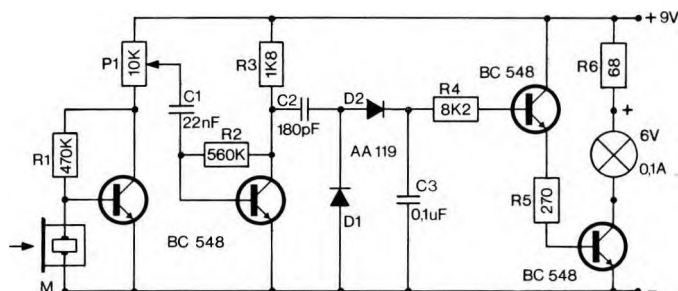 + 9V
P1
10K
R3
1K8
R6
68
BC 548
C1
22nF
C2
180pF
D2
R4
8K2
+
R1
470K
R2
560K
AA 119
6V
0,1A
C3
0,1uF
R5
270
D1
BC 548
BC 548
M
-